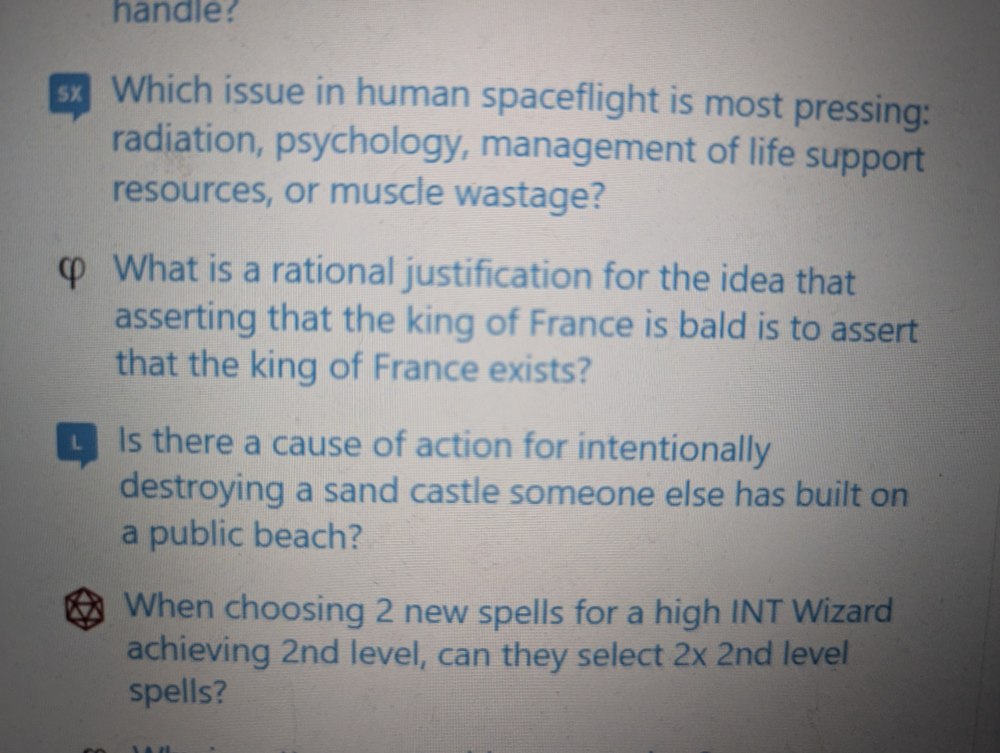 handle?
SX Which issue in human spaceflight is most pressing:
radiation, psychology, management of life support
resources, or muscle wastage?
φ What is a rational justification for the idea that
asserting that the king of France is bald is to assert
that the king of France exists?
L Is there a cause of action for intentionally
destroying a sand castle someone else has built on
a public beach?
When choosing 2 new spells for a high INT Wizard
achieving 2nd level, can they select 2x 2nd level
spells?